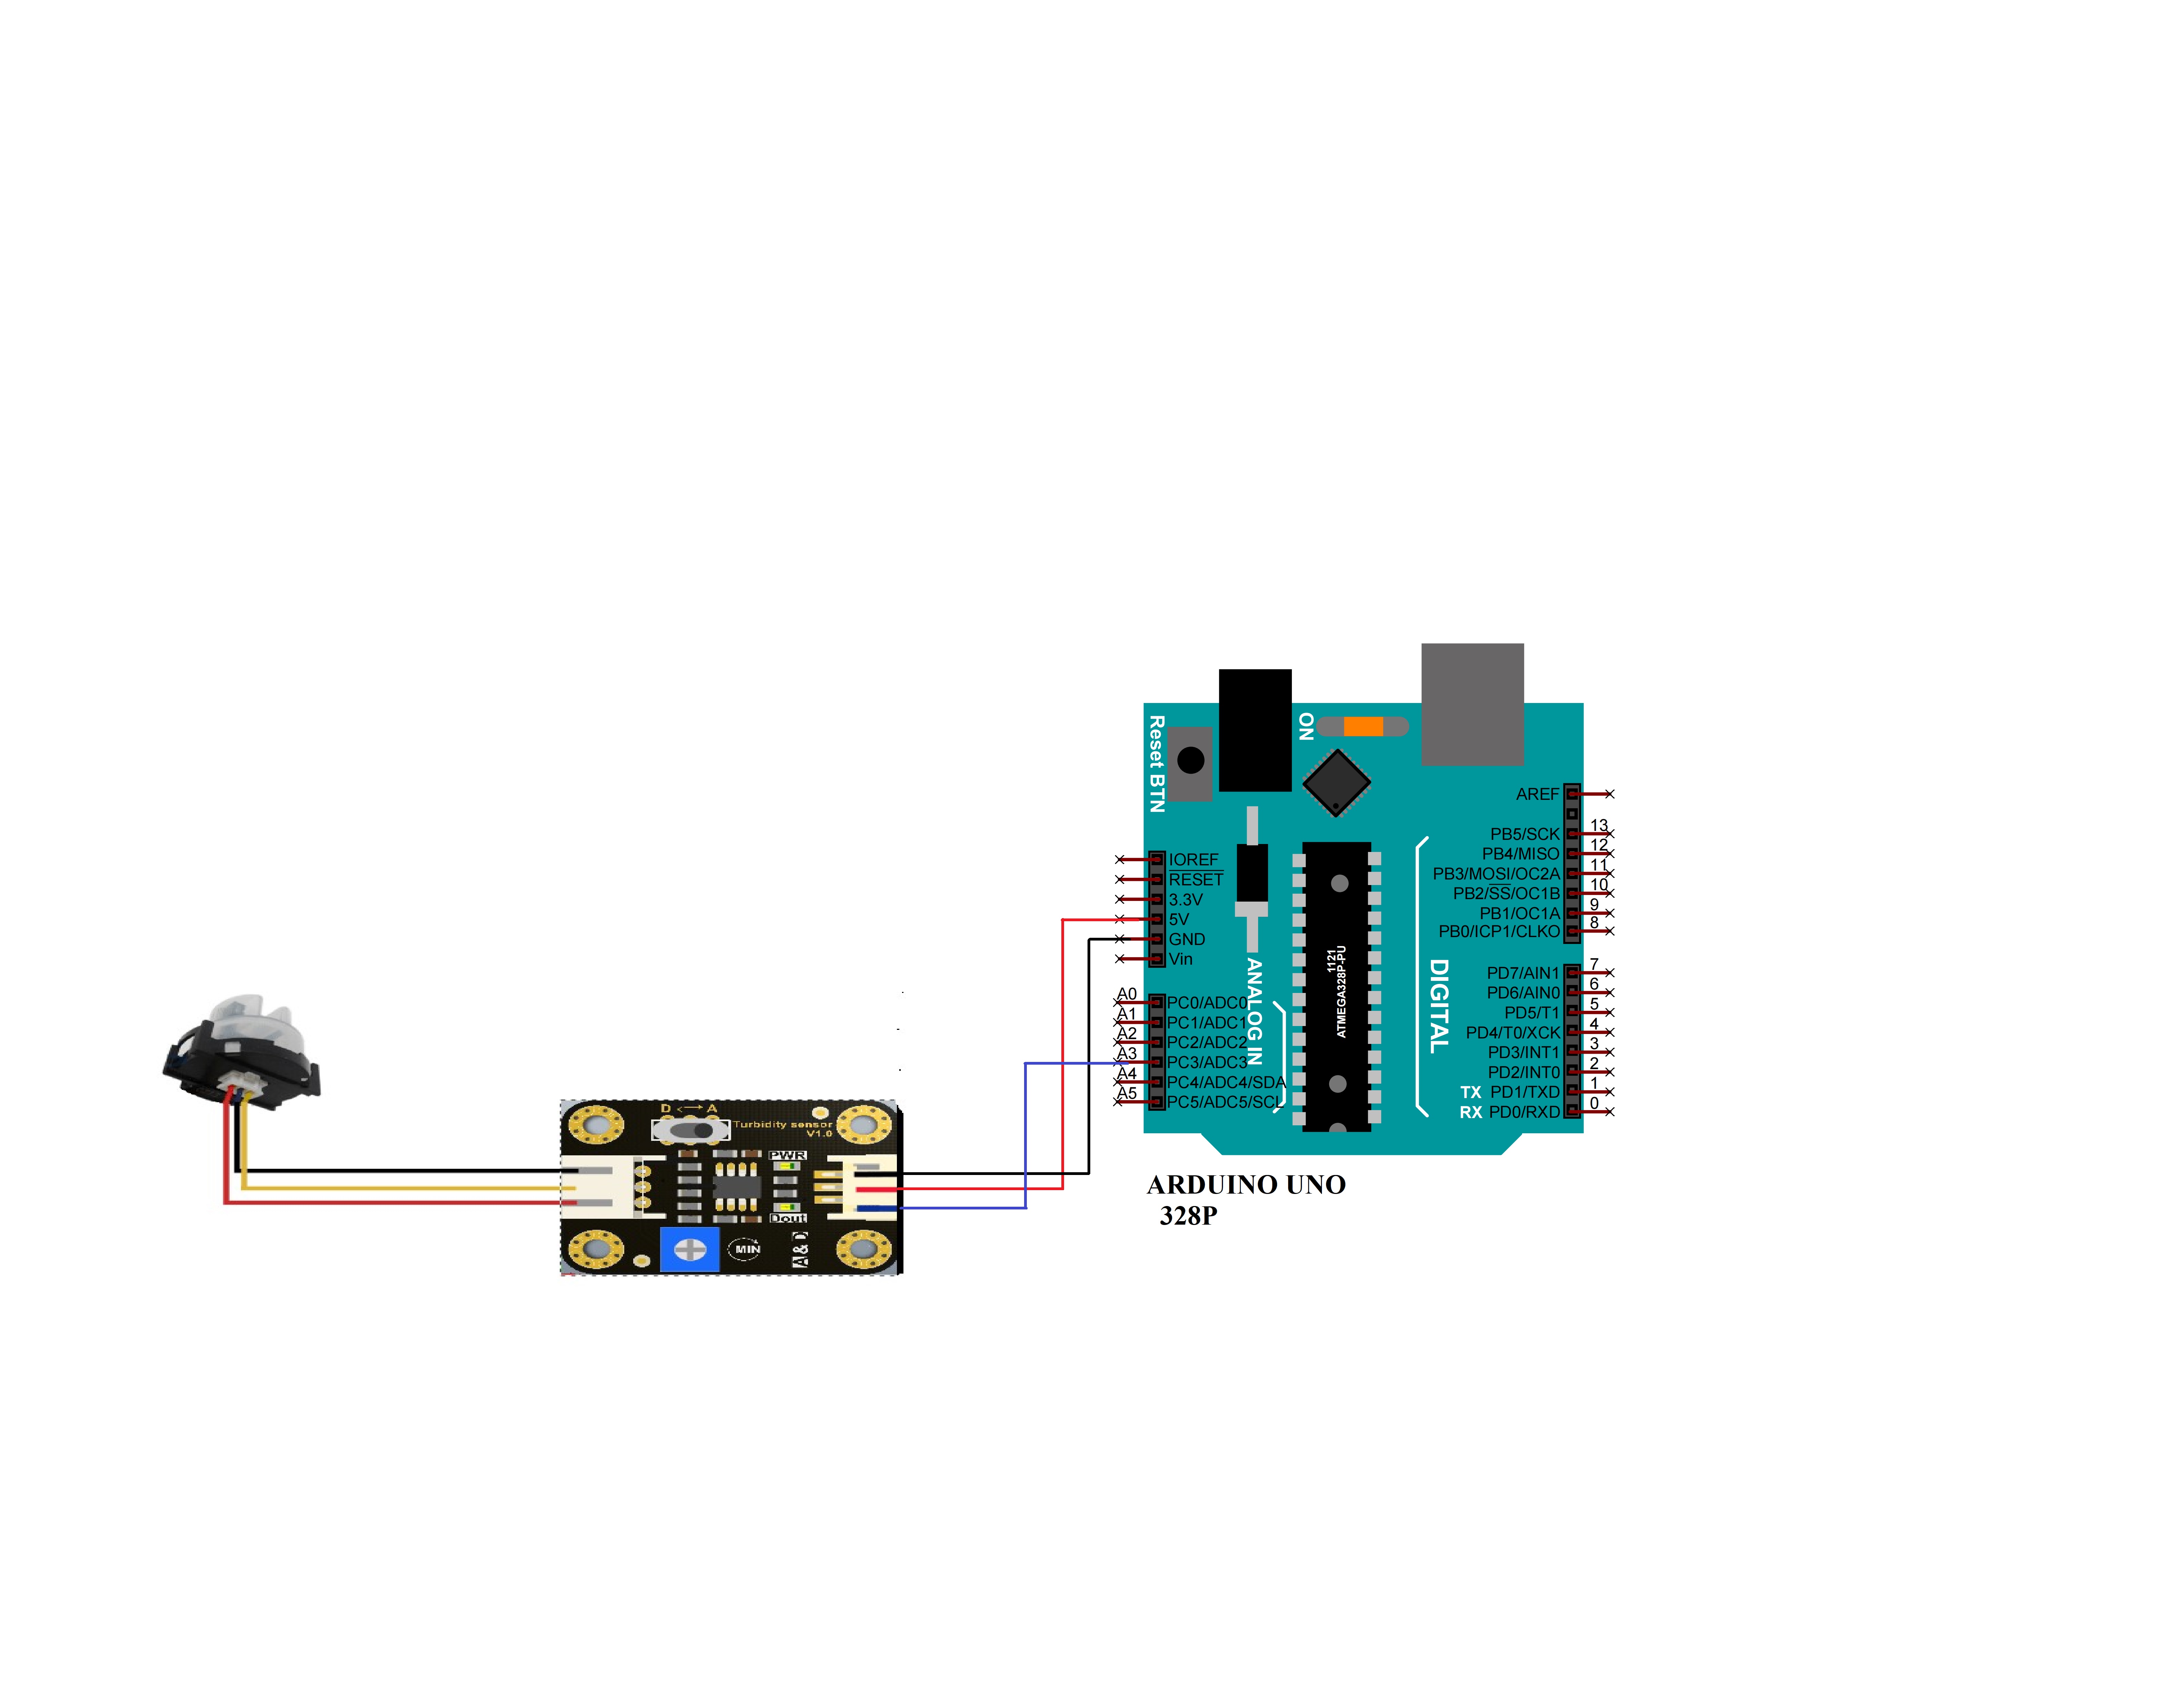 Reset BTN
ON
AREF
13
PB5/SCK
12
PB4/MISO
11
PB3/MOSI/OC2A
10
PB2/SS/OC1B
9
PB1/OC1A
8
PB0/ICP1/CLKO
IOREF
RESET
3.3V
5V
GND
Vin
1121
ATMEGA328P-PU
ANALOG IN
DIGITAL
7
PD7/AIN1
6
PD6/AIN0
5
PD5/T1
4
PD4/T0/XCK
3
PD3/INT1
2
PD2/INT0
1
TX PD1/TXD
0
RX PD0/RXD
A0
PC0/ADC0
A1
PC1/ADC1
A2
PC2/ADC2
A3
PC3/ADC3
A4
PC4/ADC4/SDA
A5
PC5/ADC5/SCL
D ↔ A
Turbidity sensor
V1.0
PWR
Dout
MIN
A & D
ARDUINO UNO
328P